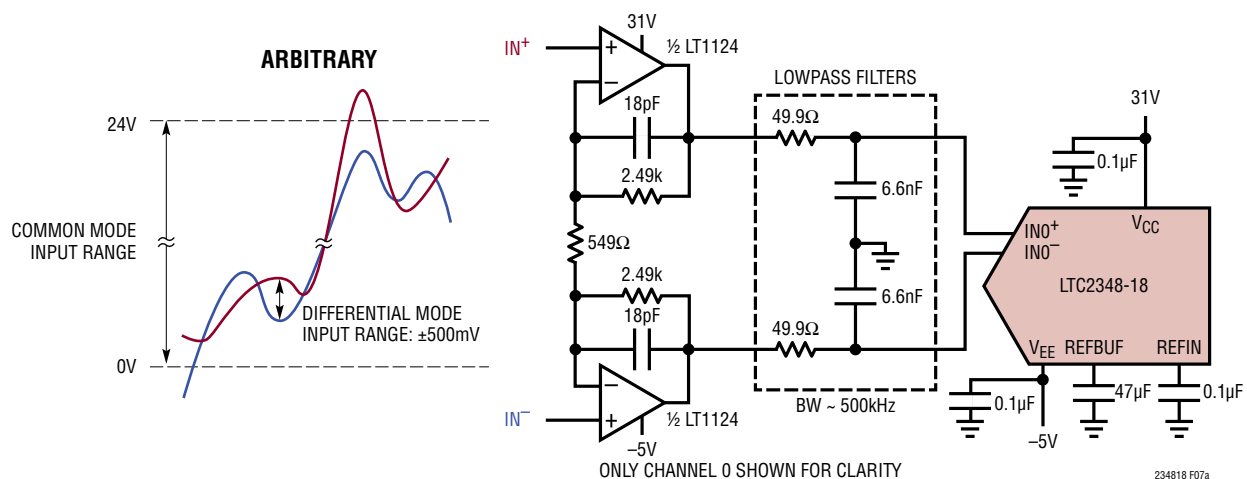 ARBITRARY
24V
COMMON MODE
INPUT RANGE
DIFFERENTIAL MODE
INPUT RANGE: ±500mV
0V
IN+
31V
½ LT1124
18pF
2.49k
549Ω
2.49k
18pF
IN−
½ LT1124
–5V
LOWPASS FILTERS
49.9Ω
6.6nF
6.6nF
49.9Ω
BW ~ 500kHz
31V
0.1µF
VCC
IN0+
IN0−
LTC2348-18
VEE
REFBUF
REFIN
0.1µF
47µF
0.1µF
–5V
ONLY CHANNEL 0 SHOWN FOR CLARITY
234818 F07a